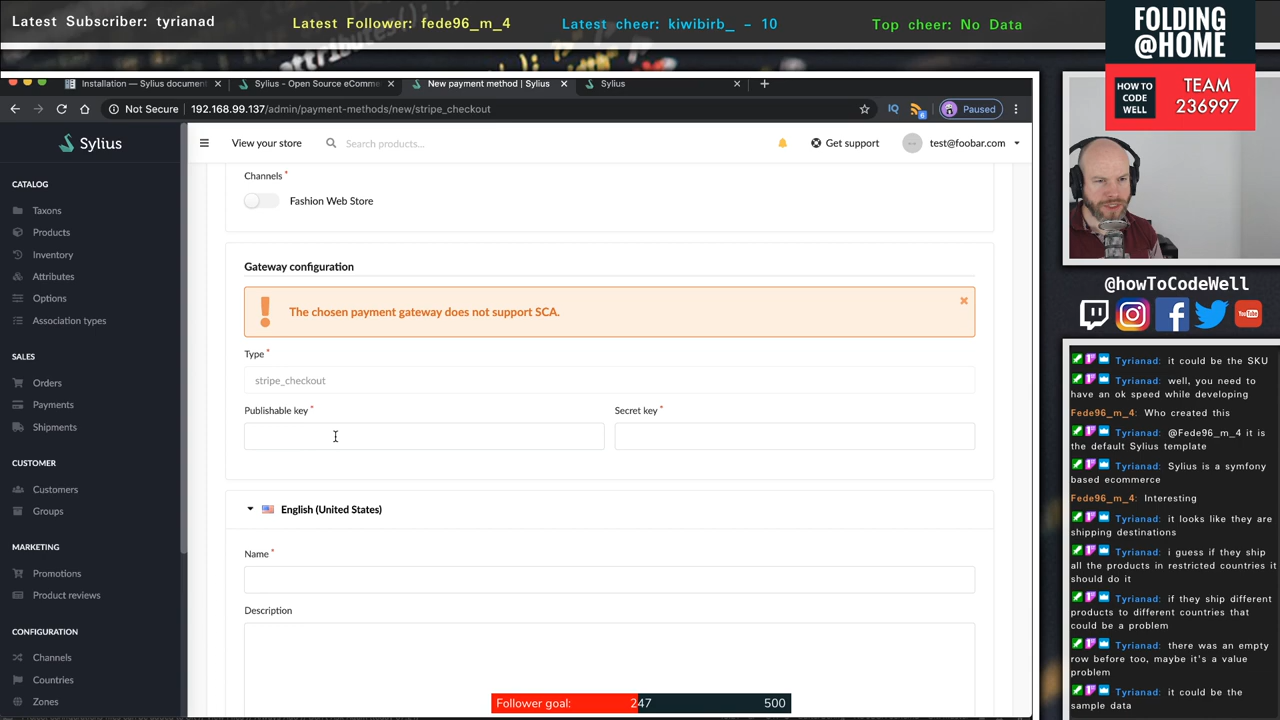 Latest Subscriber: tyrianad
Latest Follower: fede96_m_4
Latest cheer: kiwibirb_ - 10
Top cheer: No Data
FOLDING
@HOME
HOW TO
CODE
WELL
TEAM
236997
Installation — Sylius document
Sylius - Open Source eComme
New payment method | Sylius
Sylius
Not Secure
192.168.99.137/admin/payment-methods/new/stripe_checkout
IQ
6
Paused
Sylius
View your store
Search products...
Get support
test@foobar.com
CATALOG
Taxons
Products
Inventory
Attributes
Options
Association types
SALES
Orders
Payments
Shipments
CUSTOMER
Customers
Groups
MARKETING
Promotions
Product reviews
CONFIGURATION
Channels
Countries
Zones
Channels *
Fashion Web Store
Gateway configuration
The chosen payment gateway does not support SCA.
Type *
stripe_checkout
Publishable key *
Secret key *
English (United States)
Name *
Description
Follower goal:
247
500
@howToCodeWell
You Tube
Tyrianad: it could be the SKU
Tyrianad: well, you need to
have an ok speed while developing
Fede96_m_4: Who created this
Tyrianad: @Fede96_m_4 it is
the default Sylius template
Tyrianad: Sylius is a symfony
based ecommerce
Fede96_m_4: Interesting
Tyrianad: it looks like they are
shipping destinations
Tyrianad: i guess if they ship
all the products in restricted countries it
should do it
Tyrianad: if they ship different
products to different countries that
could be a problem
Tyrianad: there was an empty
row before too, maybe it's a value
problem
Tyrianad: it could be the
sample data